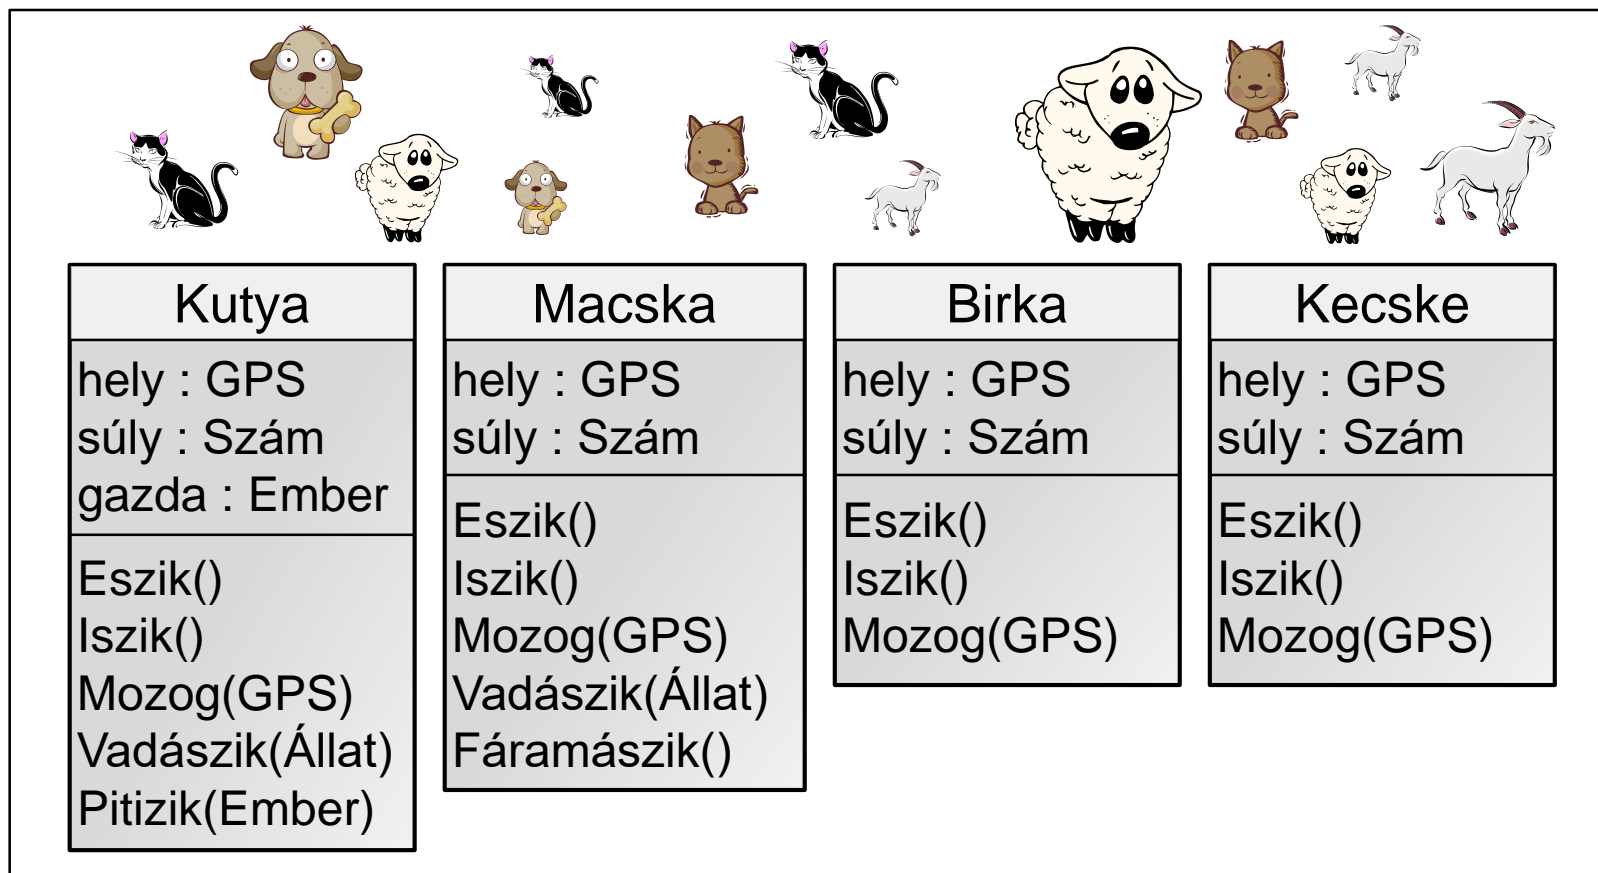 Kutya
hely : GPS
súly : Szám
gazda : Ember
Eszik()
Iszik()
Mozog(GPS)
Vadászik(Állat)
Pitizik(Ember)
Macska
hely : GPS
súly : Szám
Eszik()
Iszik()
Mozog(GPS)
Vadászik(Állat)
Fáramászik()
Birka
hely : GPS
súly : Szám
Eszik()
Iszik()
Mozog(GPS)
Kecske
hely : GPS
súly : Szám
Eszik()
Iszik()
Mozog(GPS)